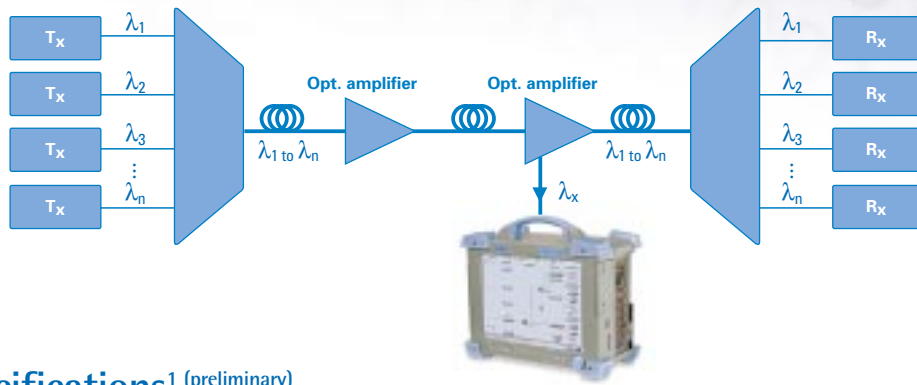 Tx λ1
Tx λ2
Tx λ3
⋮
Tx λn
λ1 to λn
Opt. amplifier
Opt. amplifier
λx
λ1 to λn
λ1 Rx
λ2 Rx
λ3 Rx
⋮
λn Rx
cifications1 (preliminary)